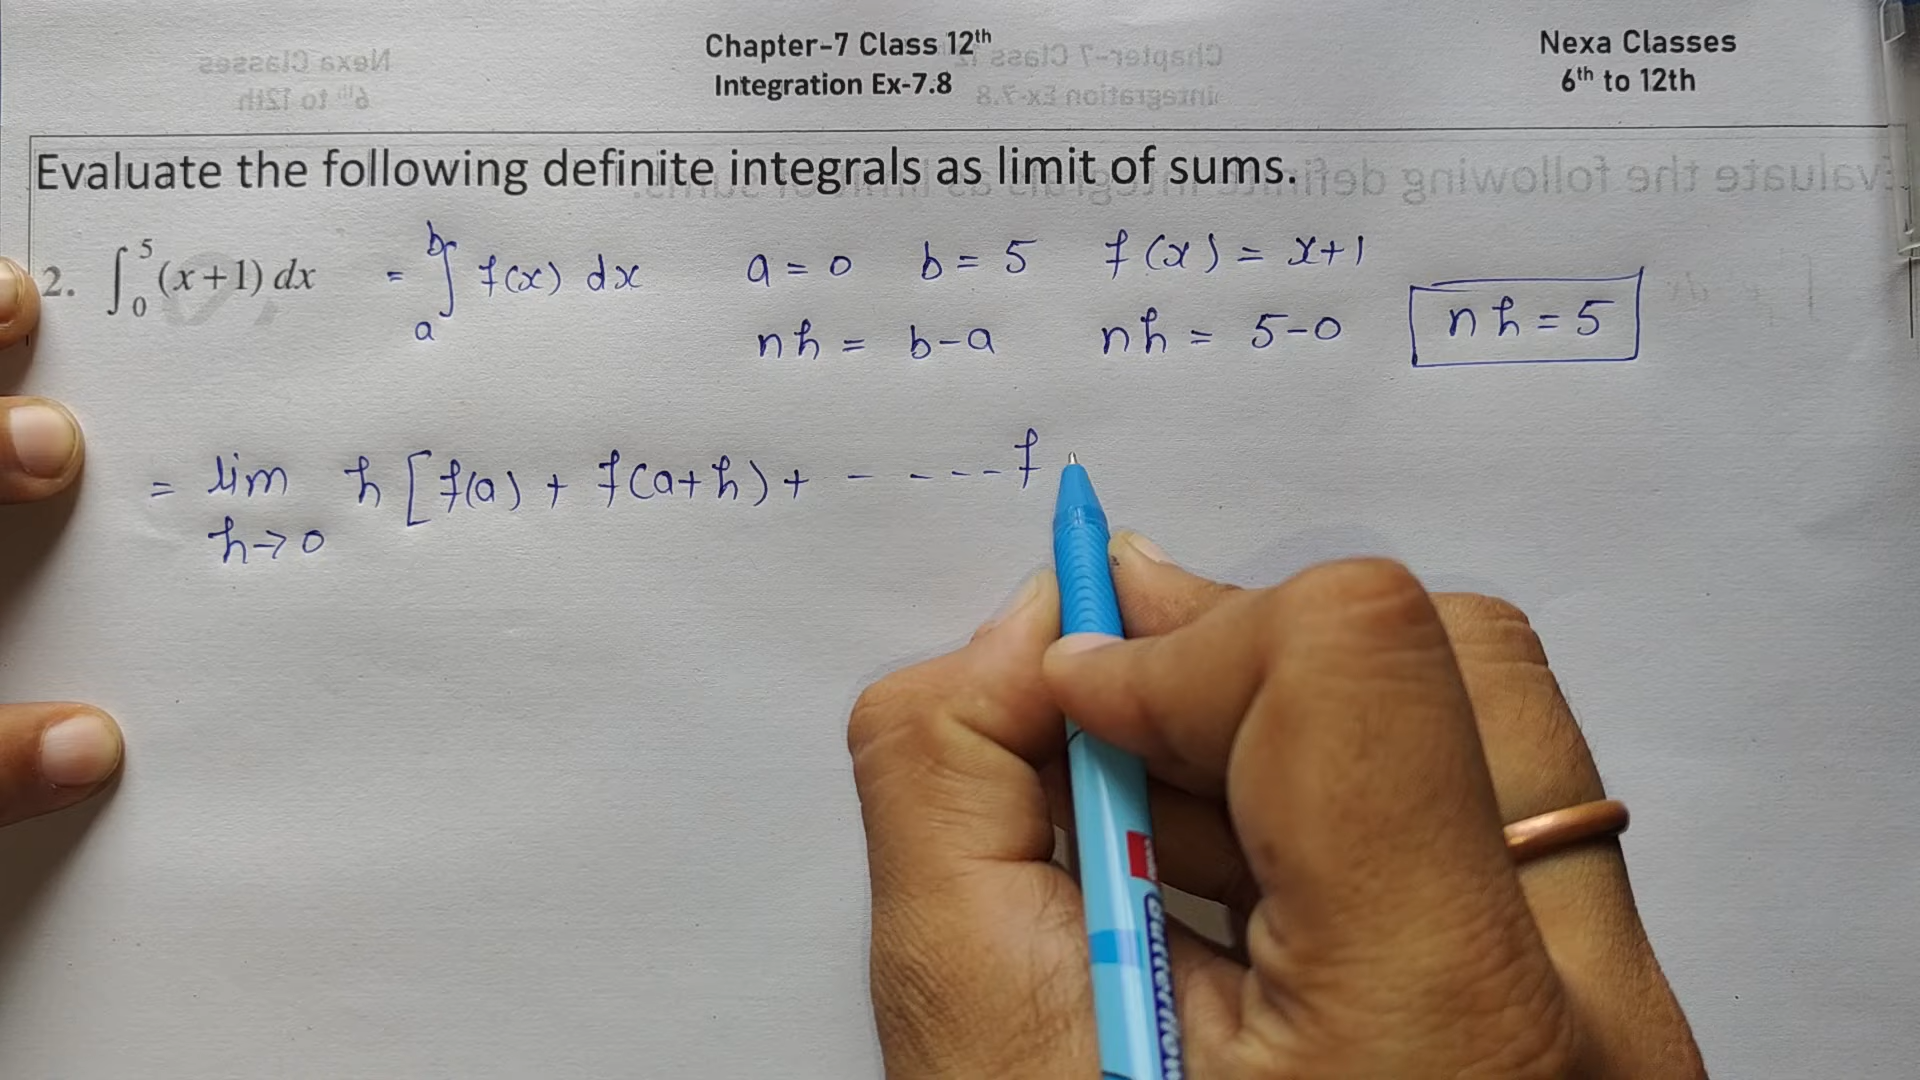 Chapter-7 Class 12th
Integration Ex-7.8
Nexa Classes
6th to 12th
Evaluate the following definite integrals as limit of sums.
2. ∫₀⁵ (x+1) dx = ∫ₐᵇ f(x) dx a = 0 b = 5 f(x) = x+1
nh = b-a nh = 5-0 nh = 5
= lim h [f(a) + f(a+h) + - - - - - f
h→0
Butterflow